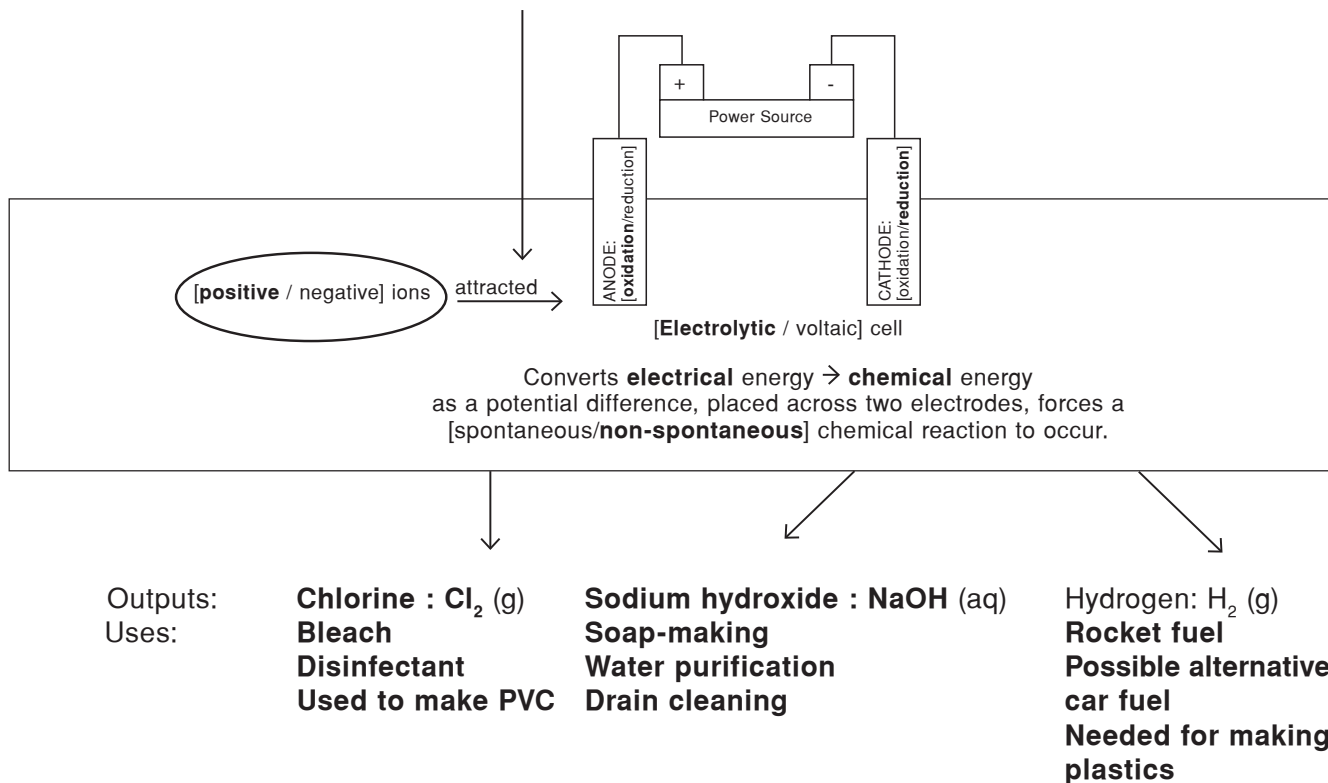 +
-
Power Source
ANODE:
[oxidation/reduction]
CATHODE:
[oxidation/reduction]
[positive / negative] ions
attracted
[Electrolytic / voltaic] cell
Converts electrical energy → chemical energy
as a potential difference, placed across two electrodes, forces a
[spontaneous/non-spontaneous] chemical reaction to occur.
Outputs:
Uses:
Chlorine : Cl₂ (g)
Bleach
Disinfectant
Used to make PVC
Sodium hydroxide : NaOH (aq)
Soap-making
Water purification
Drain cleaning
Hydrogen: H₂ (g)
Rocket fuel
Possible alternative
car fuel
Needed for making
plastics